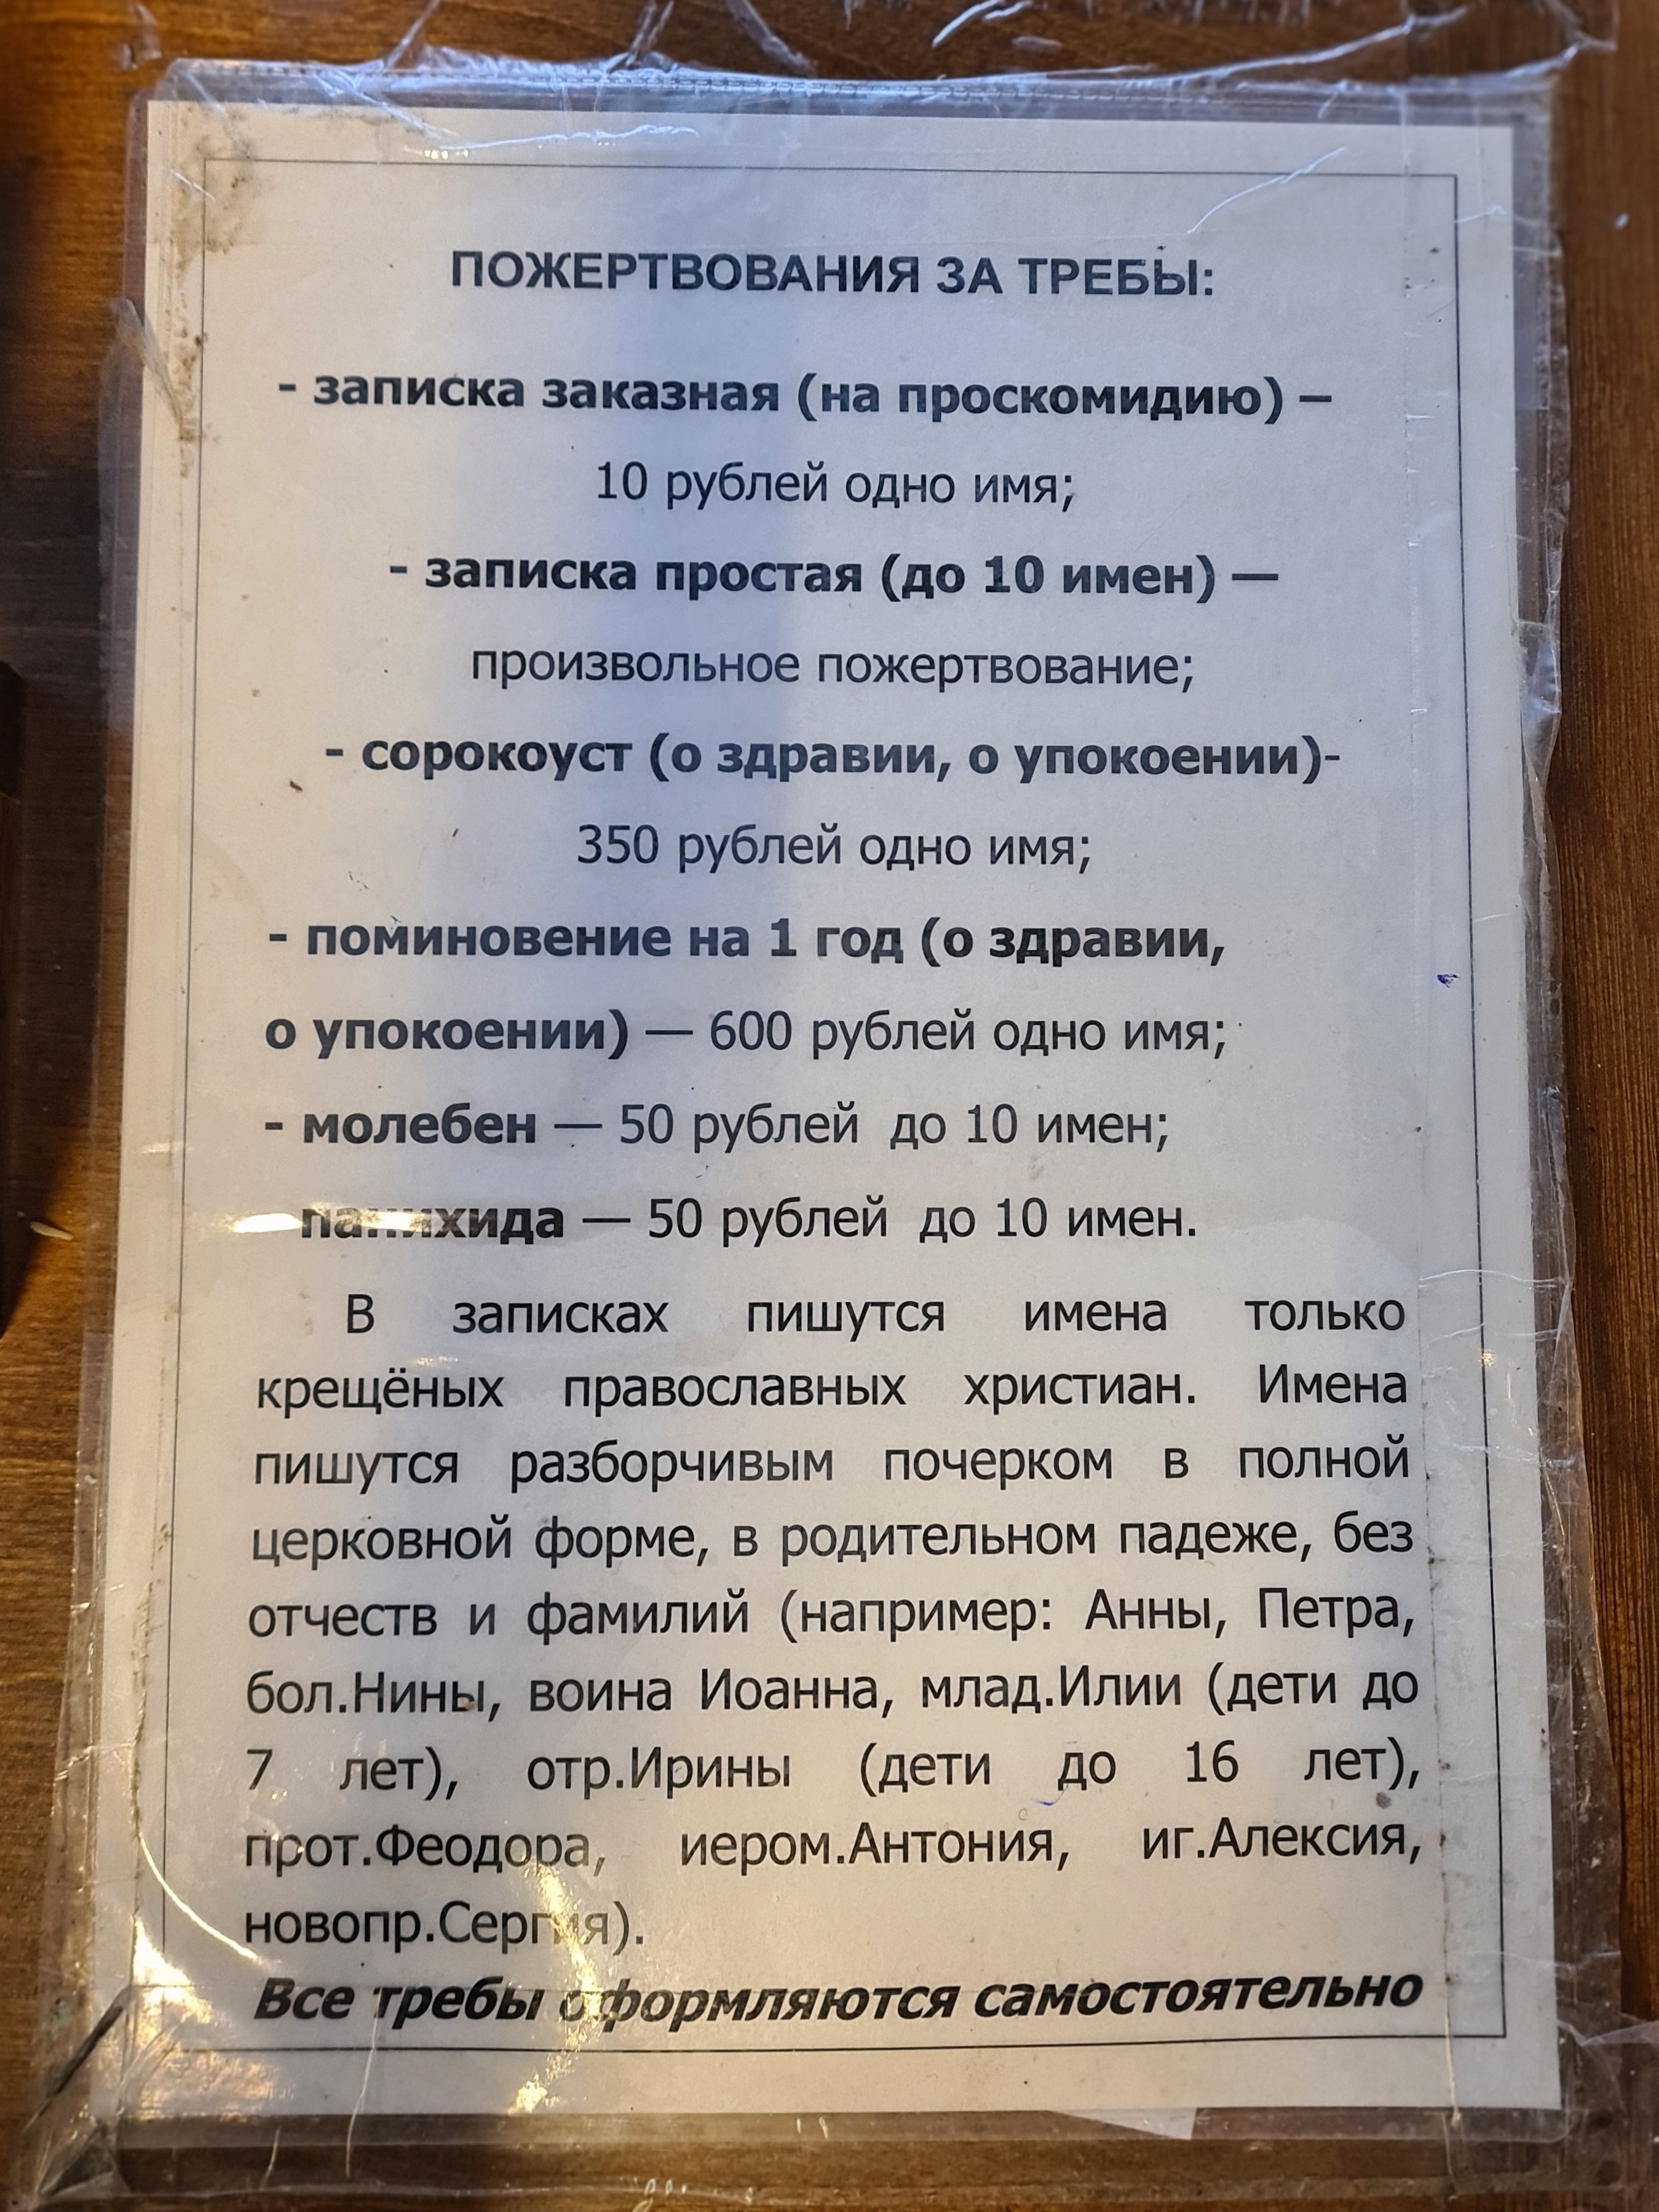 ПОЖЕРТВОВАНИЯ ЗА ТРЕБЫ:
- записка заказная (на проскомидию) –
10 рублей одно имя;
- записка простая (до 10 имен) —
произвольное пожертвование;
- сорокоуст (о здравии, о упокоении)-
350 рублей одно имя;
- поминовение на 1 год (о здравии,
о упокоении) — 600 рублей одно имя;
- молебен — 50 рублей до 10 имен;
панихида — 50 рублей до 10 имен.
В записках пишутся имена только
крещёных православных христиан. Имена
пишутся разборчивым почерком в полной
церковной форме, в родительном падеже, без
отчеств и фамилий (например: Анны, Петра,
бол.Нины, воина Иоанна, млад.Илии (дети до
7 лет), отр.Ирины (дети до 16 лет),
прот.Феодора, иером.Антония, иг.Алексия,
новопр.Сергия).
Все требы оформляются самостоятельно